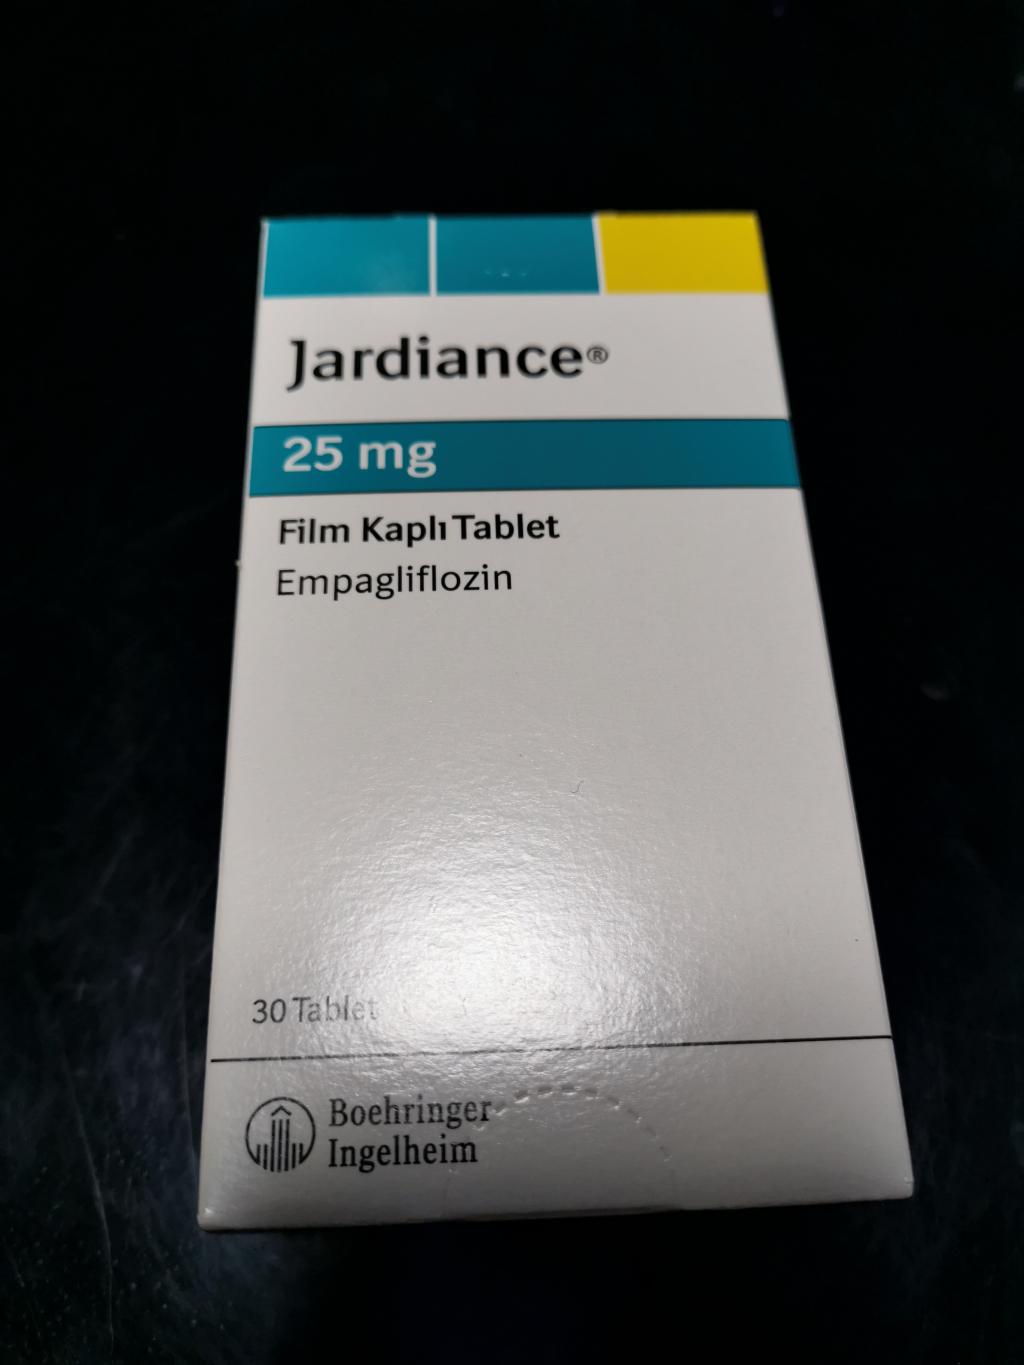 Jardiance®
25 mg
Film Kaplı Tablet
Empagliflozin
30 Tablet
Boehringer
Ingelheim